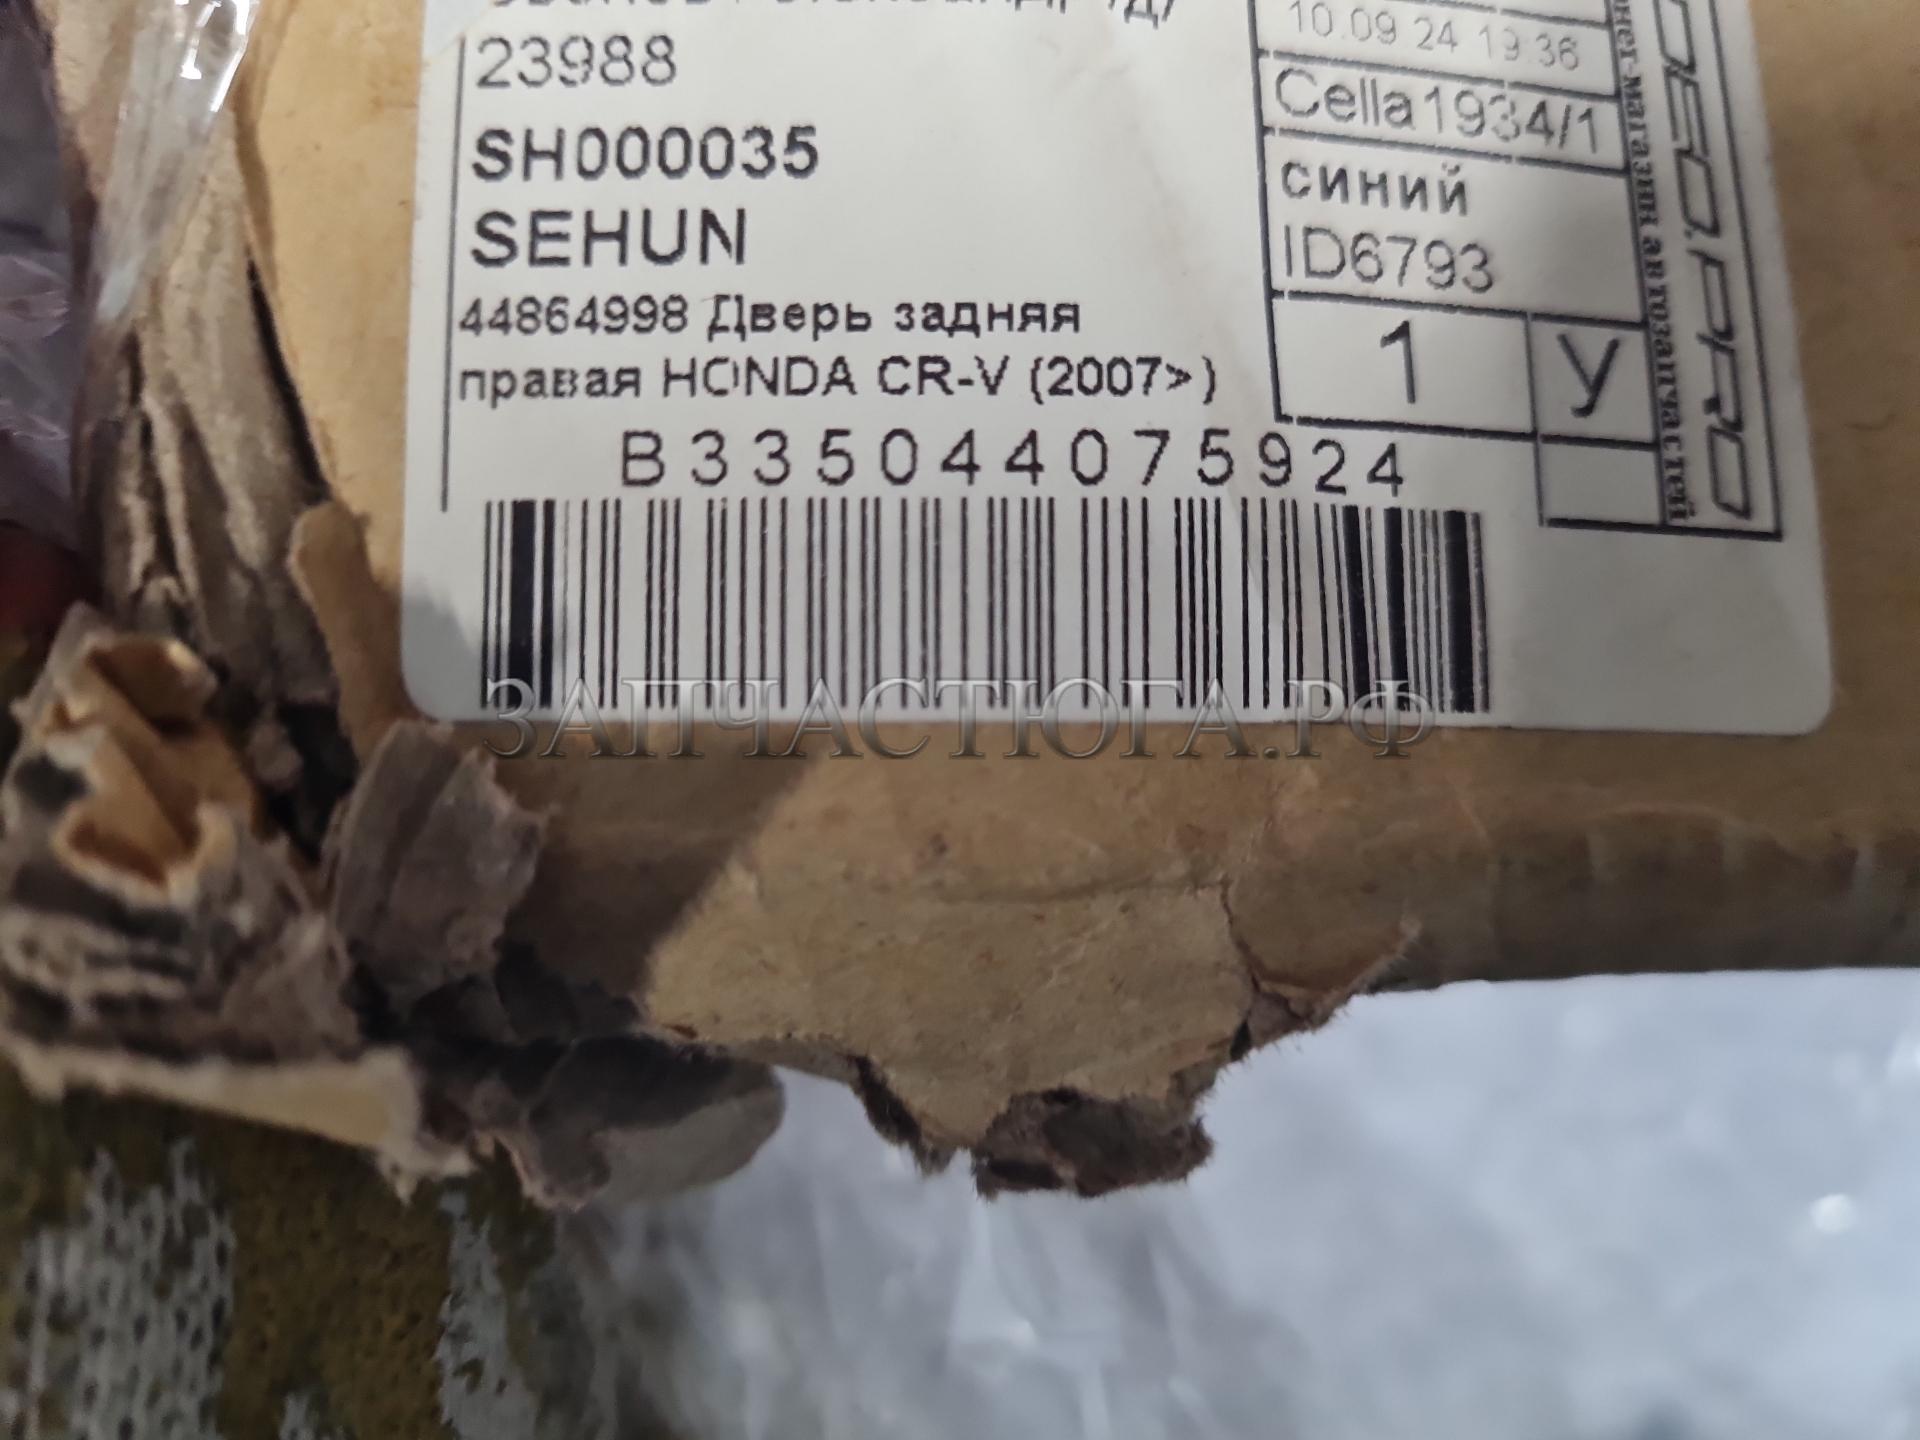 23988
SH000035
SEHUN
44864998 Дверь задняя
правая HONDA CR-V (2007>)
B335044075924
10.09.24 19:36
Cella1934/1
синий
ID6793
1
У
автозапчастей
ЗАПЧАСТЮГА.РФ